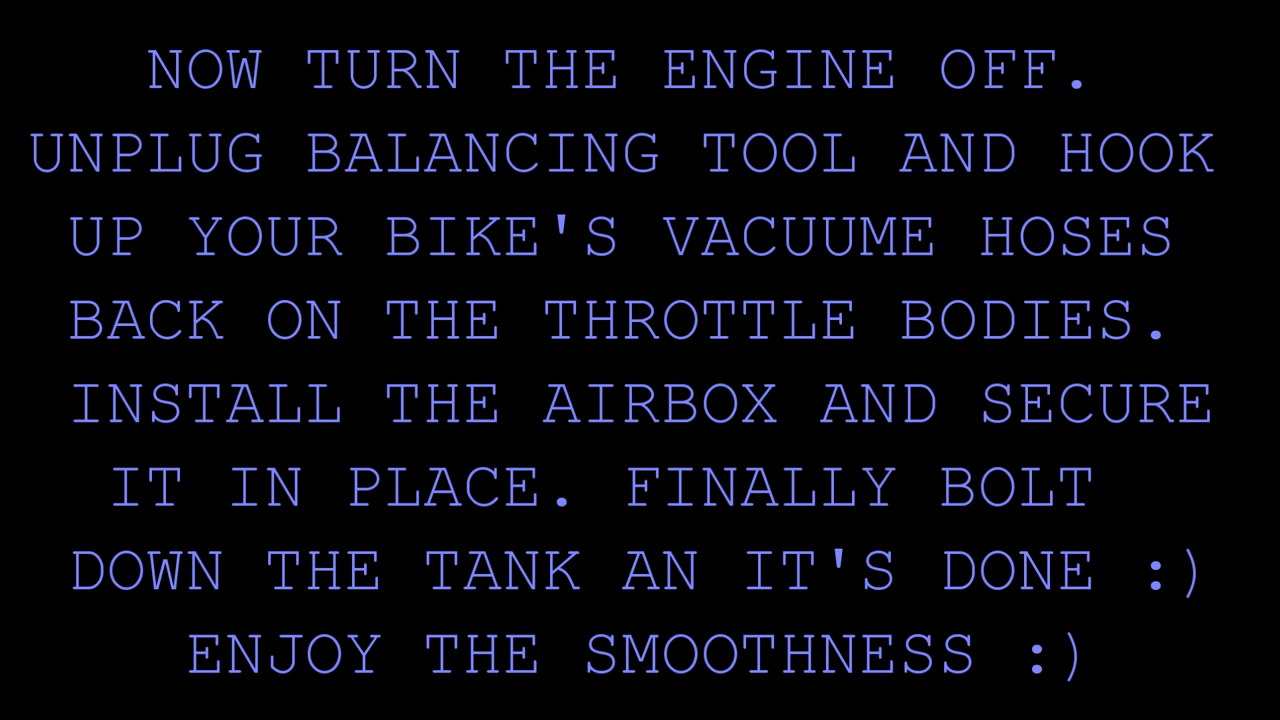 NOW TURN THE ENGINE OFF.
UNPLUG BALANCING TOOL AND HOOK
UP YOUR BIKE'S VACUUME HOSES
BACK ON THE THROTTLE BODIES.
INSTALL THE AIRBOX AND SECURE
IT IN PLACE. FINALLY BOLT
DOWN THE TANK AN IT'S DONE :)
ENJOY THE SMOOTHNESS :)